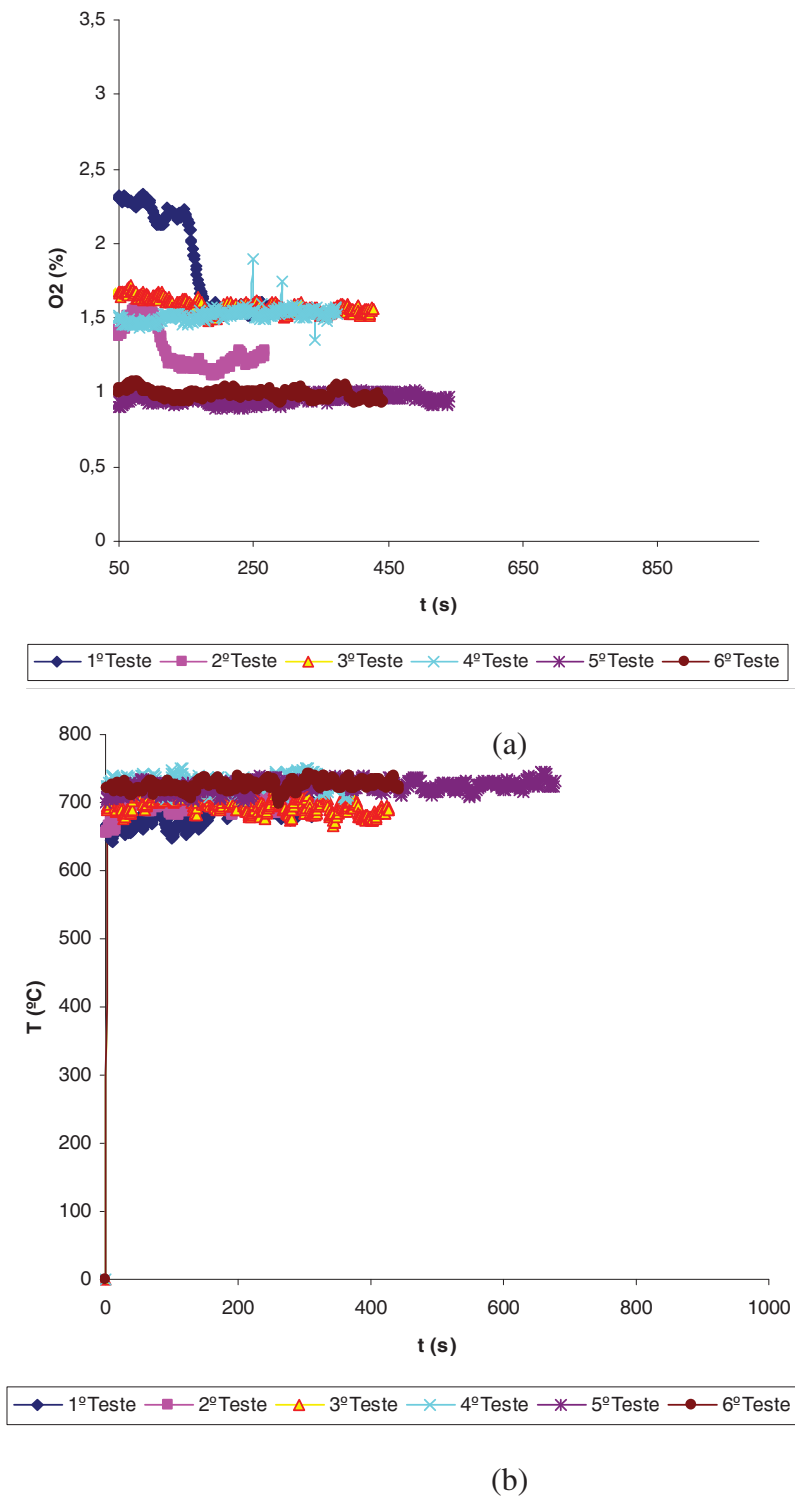 3,5
3
2,5
2
1,5
1
0,5
0
O2 (%)
50 250 450 650 850
t (s)
1ºTeste 2ºTeste 3ºTeste 4ºTeste 5ºTeste 6ºTeste
(a)
800
700
600
500
400
300
200
100
0
T (ºC)
0 200 400 600 800 1000
t (s)
1ºTeste 2ºTeste 3ºTeste 4ºTeste 5ºTeste 6ºTeste
(b)